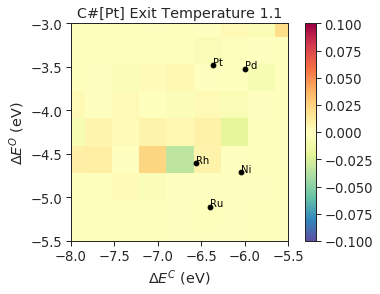 C#[Pt] Exit Temperature 1.1
−3.0
−3.5
−4.0
−4.5
−5.0
−5.5
ΔE^O (eV)
−8.0 −7.5 −7.0 −6.5 −6.0 −5.5
ΔE^C (eV)
Pt
Pd
Rh
Ni
Ru
0.100
0.075
0.050
0.025
0.000
−0.025
−0.050
−0.075
−0.100